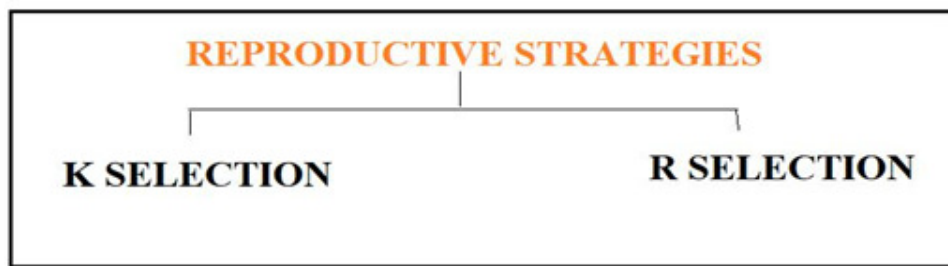 REPRODUCTIVE STRATEGIES
K SELECTION
R SELECTION